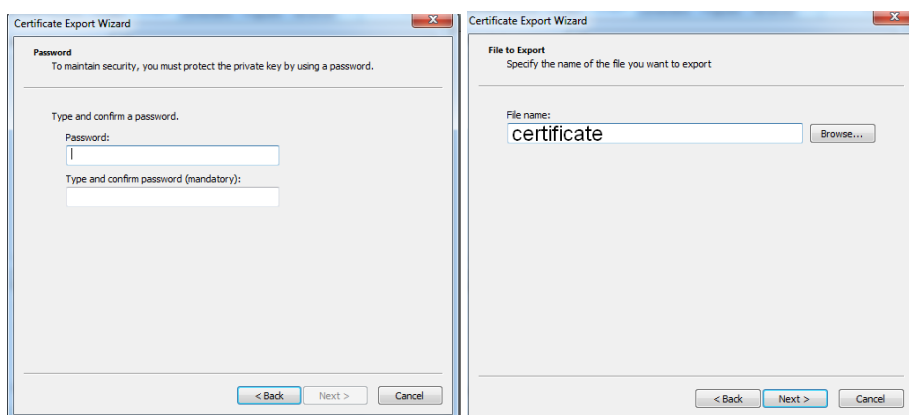 Certificate Export Wizard
Password
To maintain security, you must protect the private key by using a password.
Type and confirm a password.
Password:
Type and confirm password (mandatory):
< Back
Next >
Cancel
Certificate Export Wizard
File to Export
Specify the name of the file you want to export
File name:
certificate
Browse...
< Back
Next >
Cancel